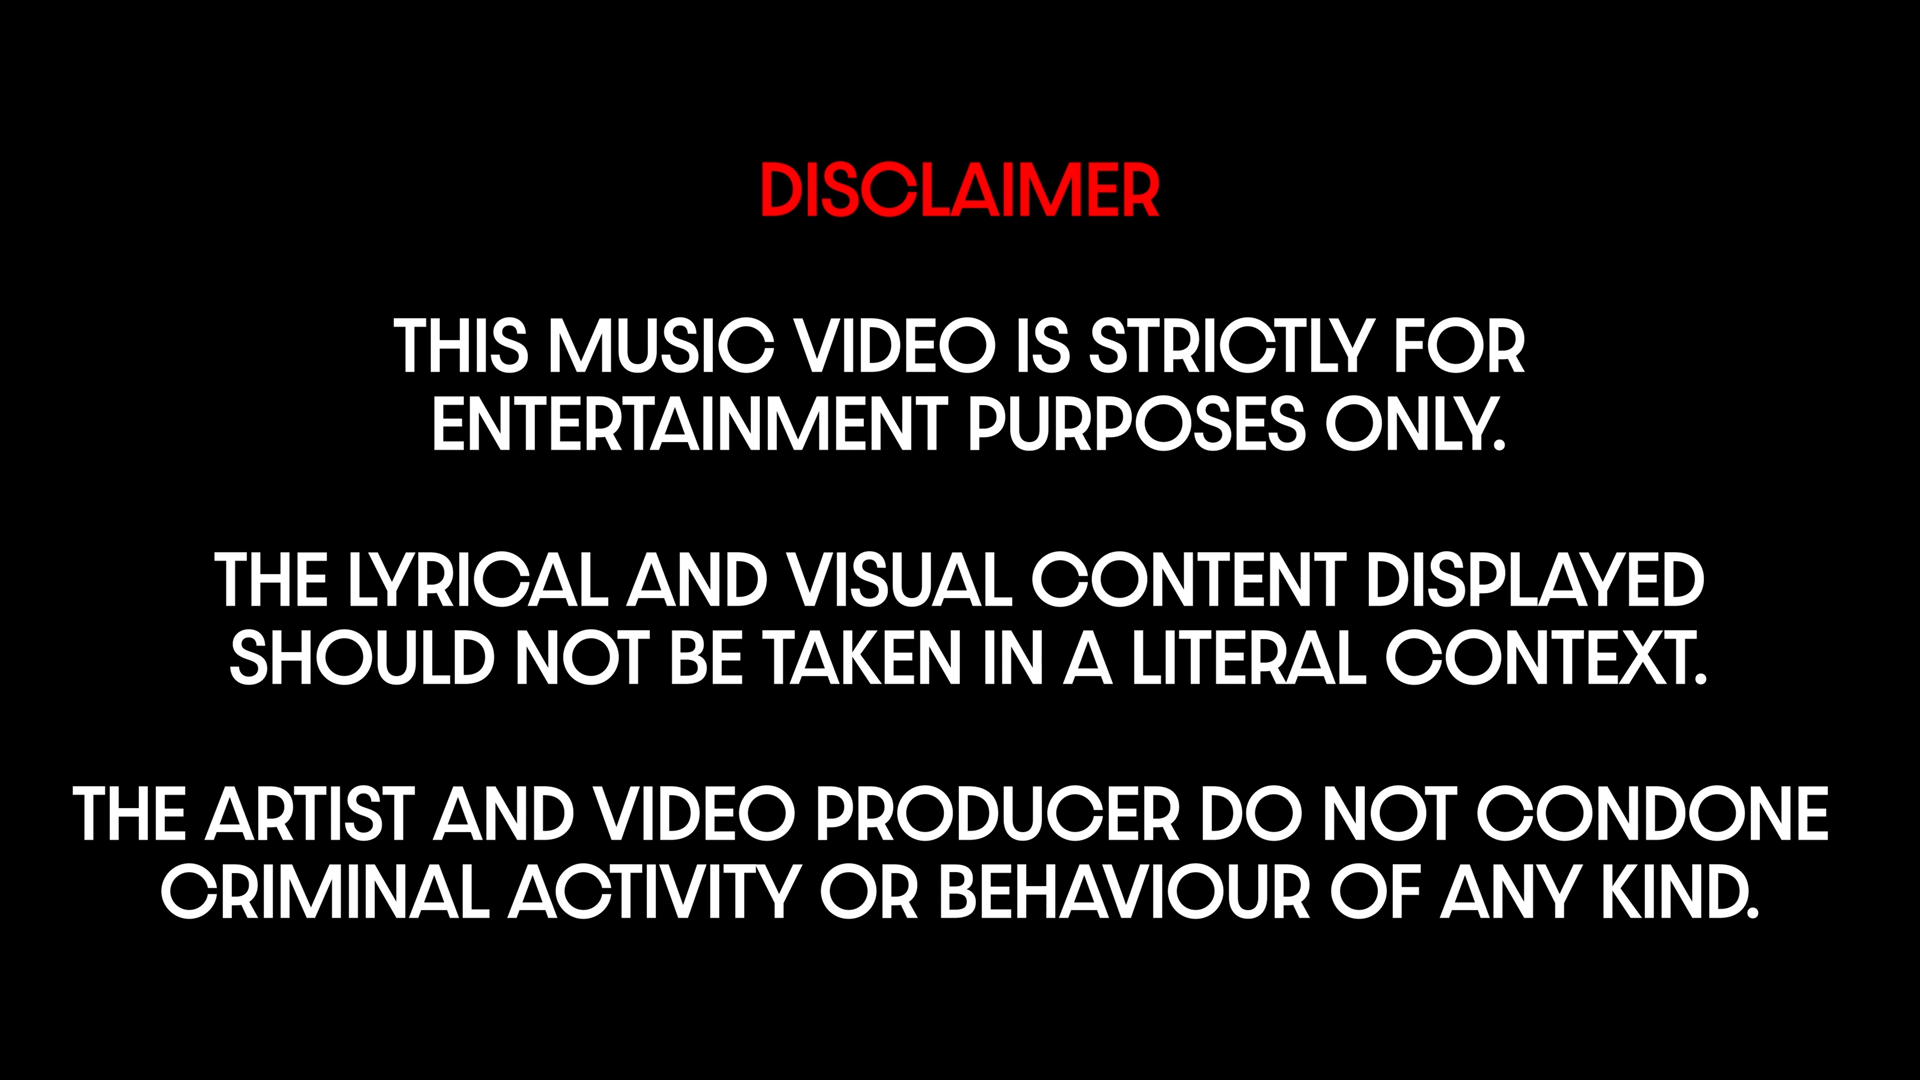 DISCLAIMER
THIS MUSIC VIDEO IS STRICTLY FOR
ENTERTAINMENT PURPOSES ONLY.
THE LYRICAL AND VISUAL CONTENT DISPLAYED
SHOULD NOT BE TAKEN IN A LITERAL CONTEXT.
THE ARTIST AND VIDEO PRODUCER DO NOT CONDONE
CRIMINAL ACTIVITY OR BEHAVIOUR OF ANY KIND.